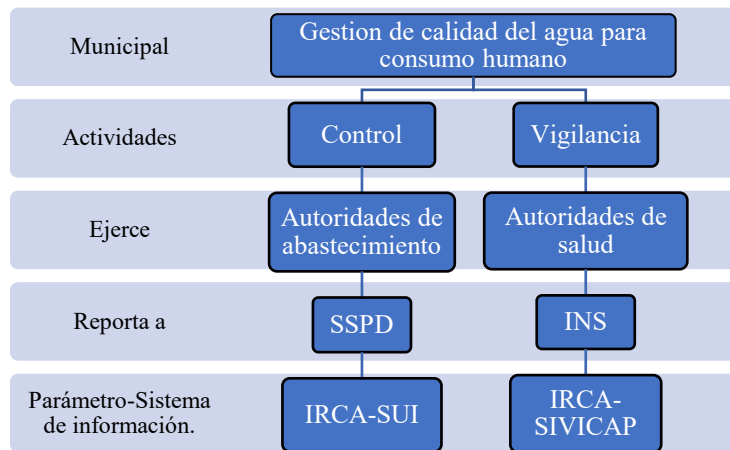 Municipal
Gestion de calidad del agua para
consumo humano
Actividades
Control
Vigilancia
Ejerce
Autoridades de
abastecimiento
Autoridades de
salud
Reporta a
SSPD
INS
Parámetro-Sistema
de información.
IRCA-SUI
IRCA-
SIVICAP